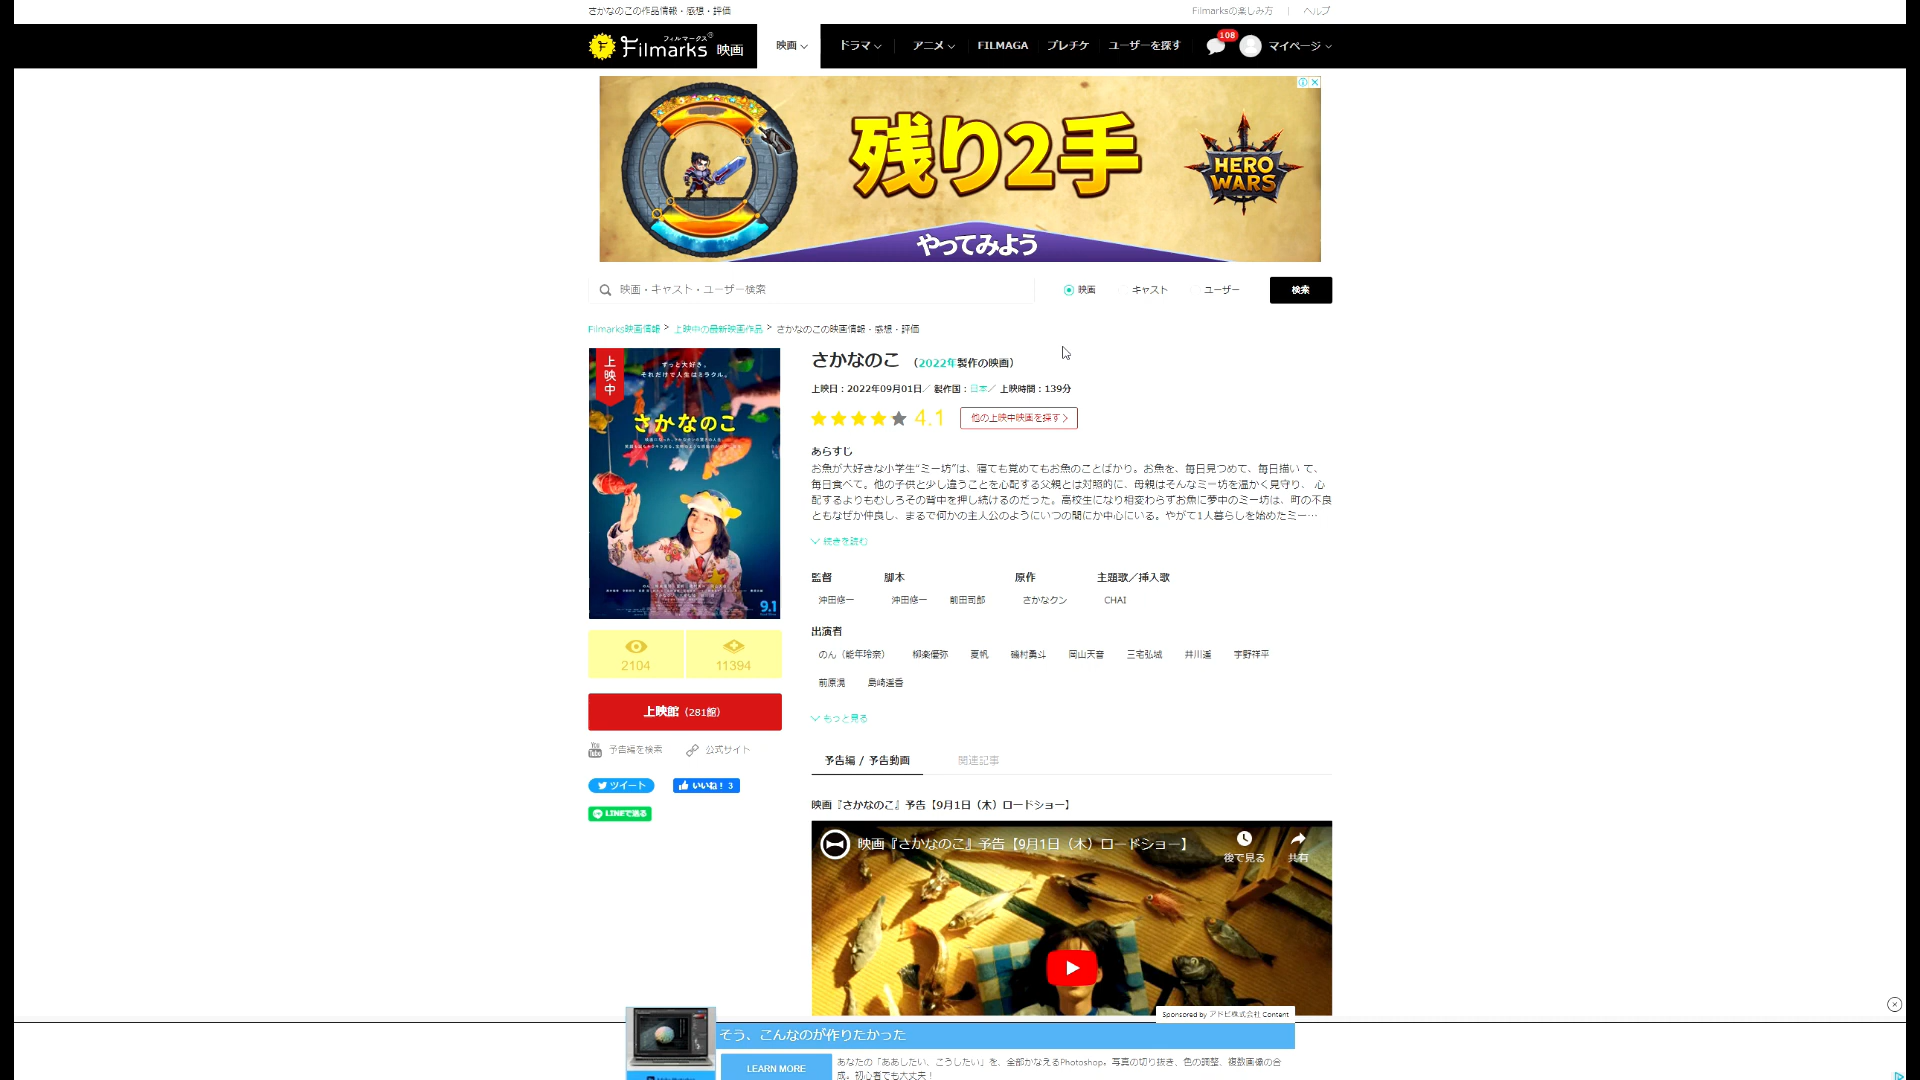 さかなのこの作品情報・感想・評価
Filmarksの楽しみ方 | ヘルプ
フィルマークス
Filmarks 映画
映画
ドラマ
アニメ
FILMAGA
プレチケ
ユーザーを探す
108
マイページ
残り2手
HERO WARS
やってみよう
映画・キャスト・ユーザー検索
映画
キャスト
ユーザー
検索
Filmarks映画情報 > 上映中の最新映画作品 > さかなのこの映画情報・感想・評価
上映中
ずっと大好き。
それだけで人生はミラクル。
さかなのこ
9.1
さかなのこ （2022年製作の映画）
上映日：2022年09月01日／ 製作国：日本／ 上映時間：139分
4.1
他の上映中映画を探す
あらすじ
お魚が大好きな小学生“ミー坊”は、寝ても覚めてもお魚のことばかり。お魚を、毎日見つめて、毎日描い て、
毎日食べて。他の子供と少し違うことを心配する父親とは対照的に、母親はそんなミー坊を温かく見守り、 心
配するよりもむしろその背中を押し続けるのだった。高校生になり相変わらずお魚に夢中のミー坊は、町の不良
ともなぜか仲良し、まるで何かの主人公のようにいつの間にか中心にいる。やがて1人暮らしを始めたミー…
続きを読む
監督 脚本 原作 主題歌／挿入歌
沖田修一 沖田修一 前田司郎 さかなクン CHAI
出演者
のん（能年玲奈） 柳楽優弥 夏帆 磯村勇斗 岡山天音 三宅弘城 井川遥 宇野祥平
前原滉 島崎遥香
もっと見る
2104
11394
上映館（281館）
You Tube 予告編を検索
公式サイト
ツイート
いいね！ 3
LINEで送る
予告編 / 予告動画
関連記事
映画『さかなのこ』予告【9月1日（木）ロードショー】
映画『さかなのこ』予告【9月1日（木）ロードショー】
後で見る
共有
Sponsored by アドビ株式会社 Content
そう、こんなのが作りたかった
LEARN MORE
あなたの「ああしたい、こうしたい」を、全部かなえるPhotoshop。写真の切り抜き、色の調整、複数画像の合
成。初心者でも大丈夫！